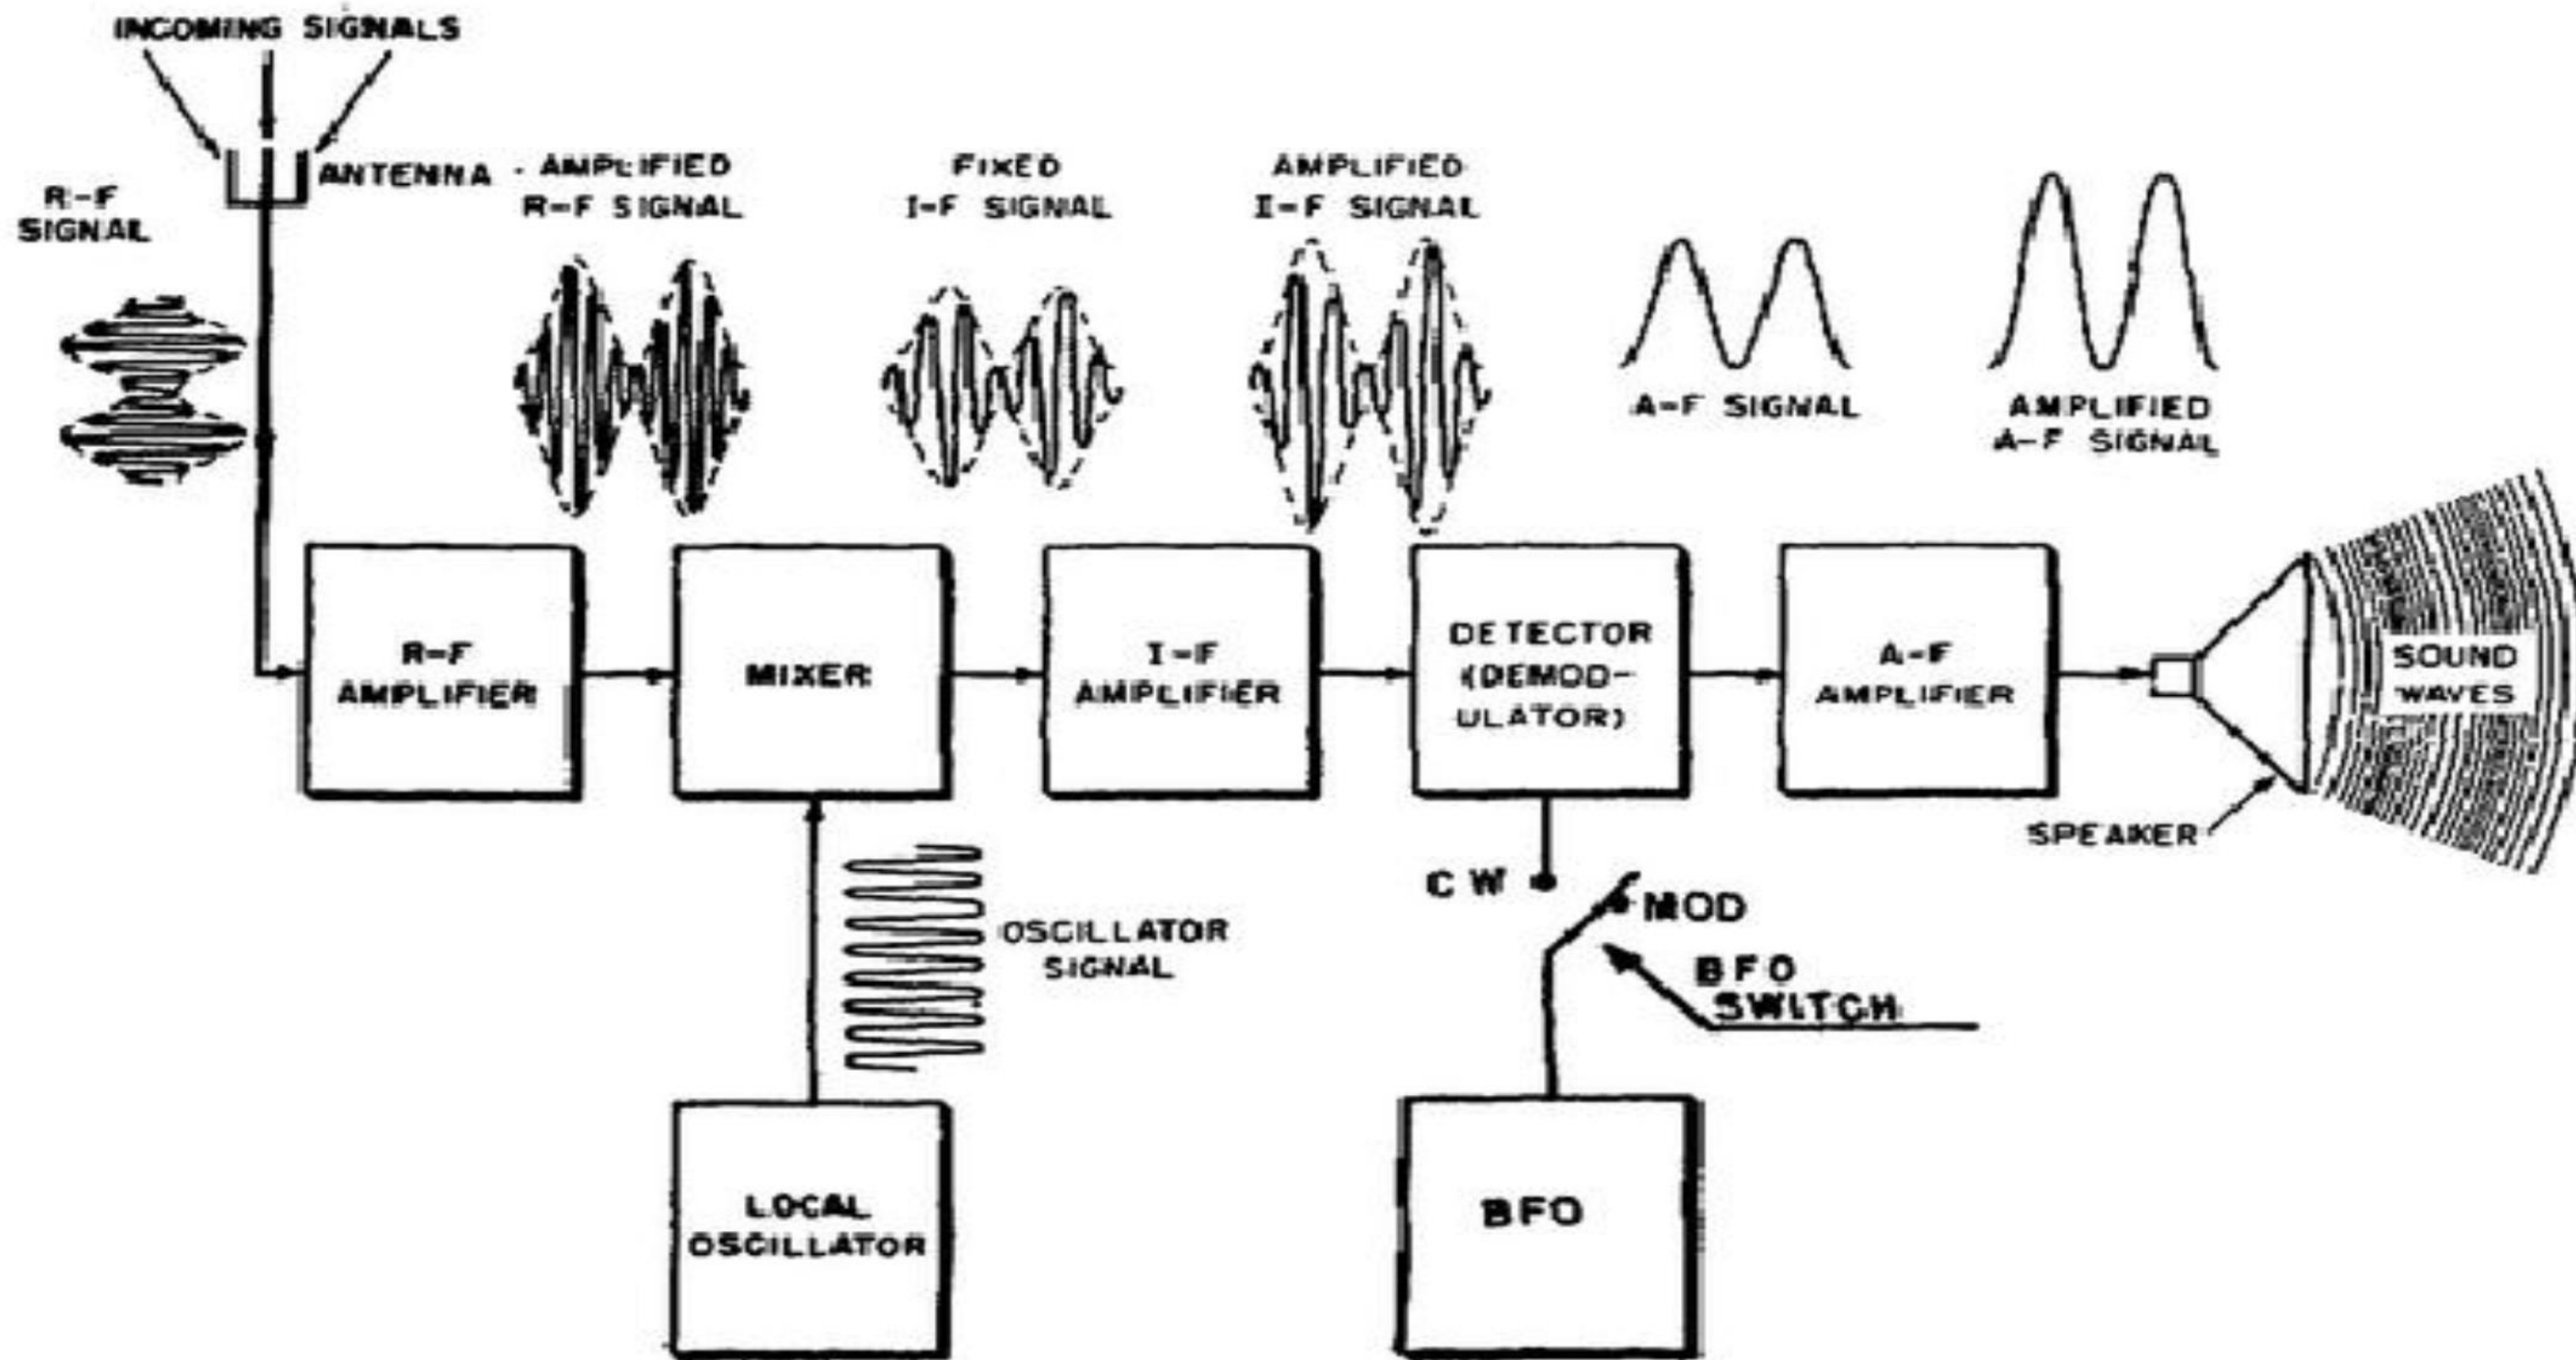 INCOMING SIGNALS
ANTENNA
R-F
SIGNAL
AMPLIFIED
R-F SIGNAL
FIXED
I-F SIGNAL
AMPLIFIED
I-F SIGNAL
A-F SIGNAL
AMPLIFIED
A-F SIGNAL
R-F
AMPLIFIER
MIXER
I-F
AMPLIFIER
DETECTOR
(DEMOD-
ULATOR)
A-F
AMPLIFIER
SOUND
WAVES
SPEAKER
OSCILLATOR
SIGNAL
CW
MOD
BFO
SWITCH
LOCAL
OSCILLATOR
BFO